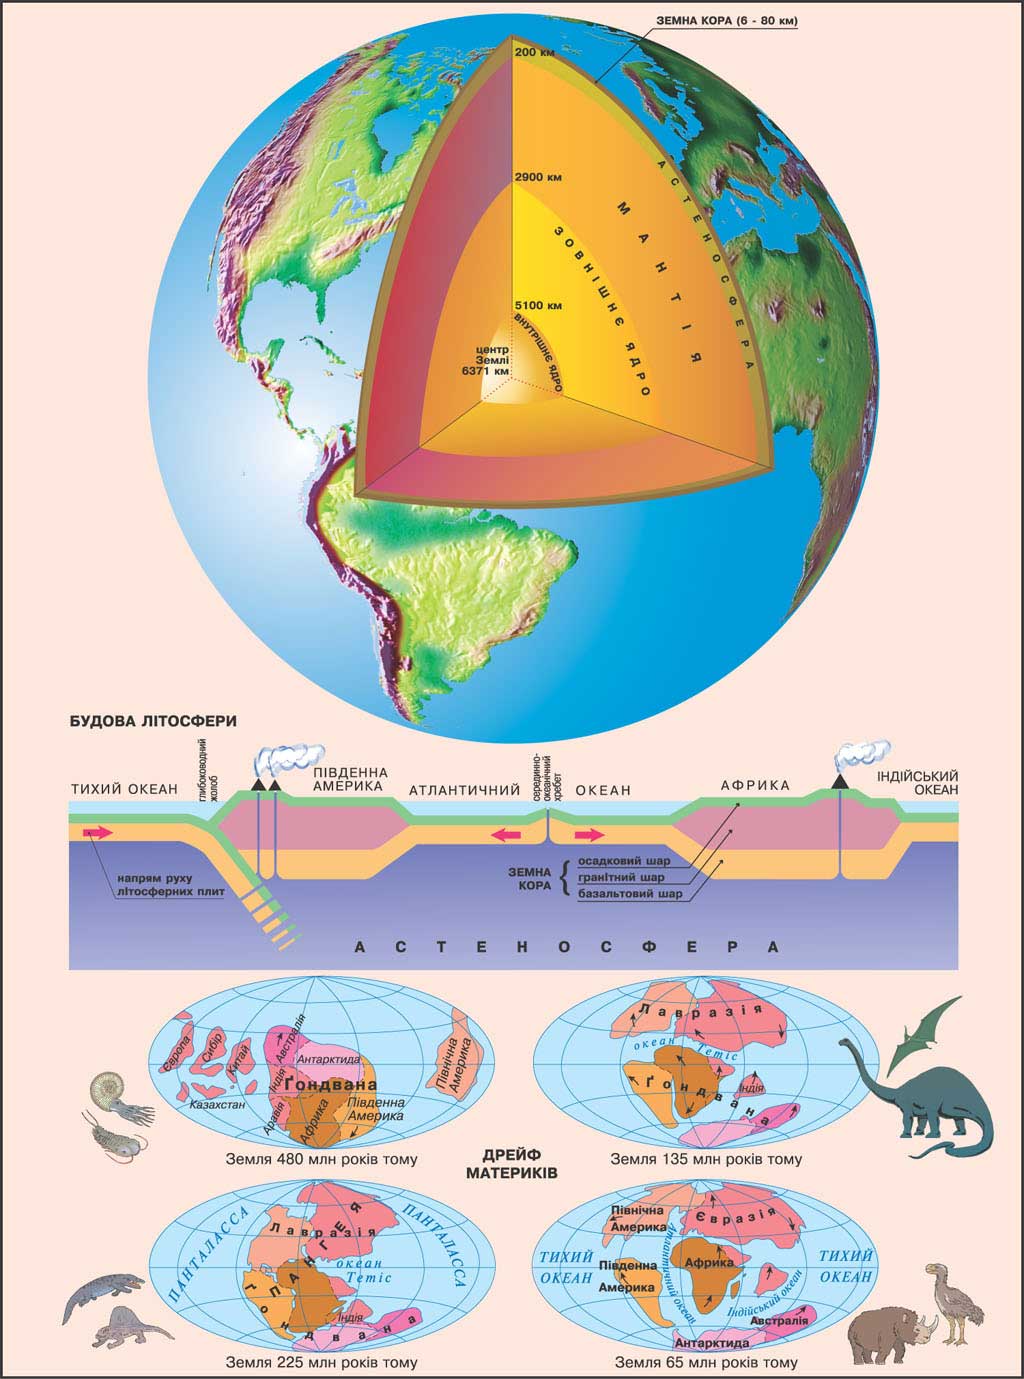 ЗЕМНА КОРА (6 - 80 км)
200 км
АСТЕНОСФЕРА
2900 км
МАНТІЯ
ЗОВНІШНЄ ЯДРО
5100 км
ВНУТРІШНЄ ЯДРО
центр
Землі
6371 км
БУДОВА ЛІТОСФЕРИ
ТИХИЙ ОКЕАН
глибоководний
жолоб
ПІВДЕННА
АМЕРИКА
АТЛАНТИЧНИЙ
серединно-
океанічний
хребет
ОКЕАН
АФРИКА
ІНДІЙСЬКИЙ
ОКЕАН
напрям руху
літосферних плит
ЗЕМНА
КОРА
осадковий шар
гранітний шар
базальтовий шар
АСТЕНОСФЕРА
Європа
Сибір
Китай
Казахстан
Австралія
Антарктида
Індія
Ґондвана
Аравія
Африка
Південна
Америка
Північна
Америка
Земля 480 млн років тому
Лавразія
океан Тетіс
Ґондвана
Індія
Земля 135 млн років тому
ДРЕЙФ
МАТЕРИКІВ
ПАНТАЛАССА
Лавразія
ПАНГЕЯ
ПАНТАЛАССА
океан
Тетіс
Індія
Ґондвана
Земля 225 млн років тому
Північна
Америка
Євразія
ТИХИЙ
ОКЕАН
Південна
Америка
Атлантичний океан
Африка
ТИХИЙ
ОКЕАН
Індійський океан
Австралія
Антарктида
Земля 65 млн років тому